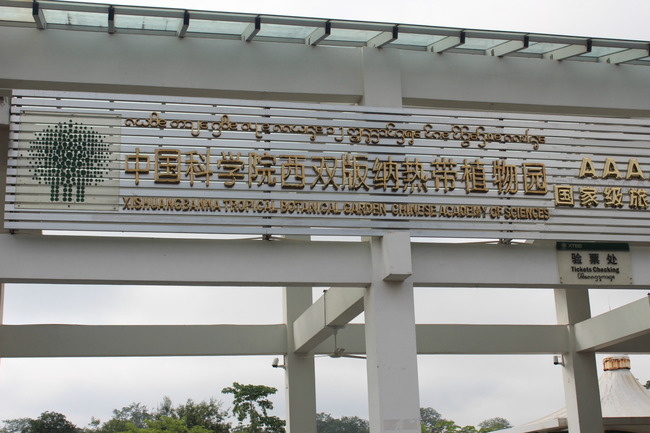 中国科学院西双版纳热带植物园
XISHUANGBANNA TROPICAL BOTANICAL GARDEN CHINESE ACADEMY OF SCIENCES
AAA
国家级旅
验票处
Tickets Checking